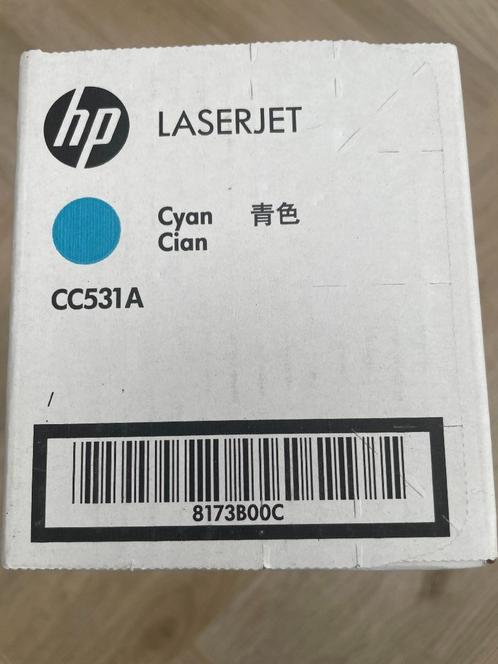 hp LASERJET
Cyan 青色
Cian
CC531A
/
8173B00C